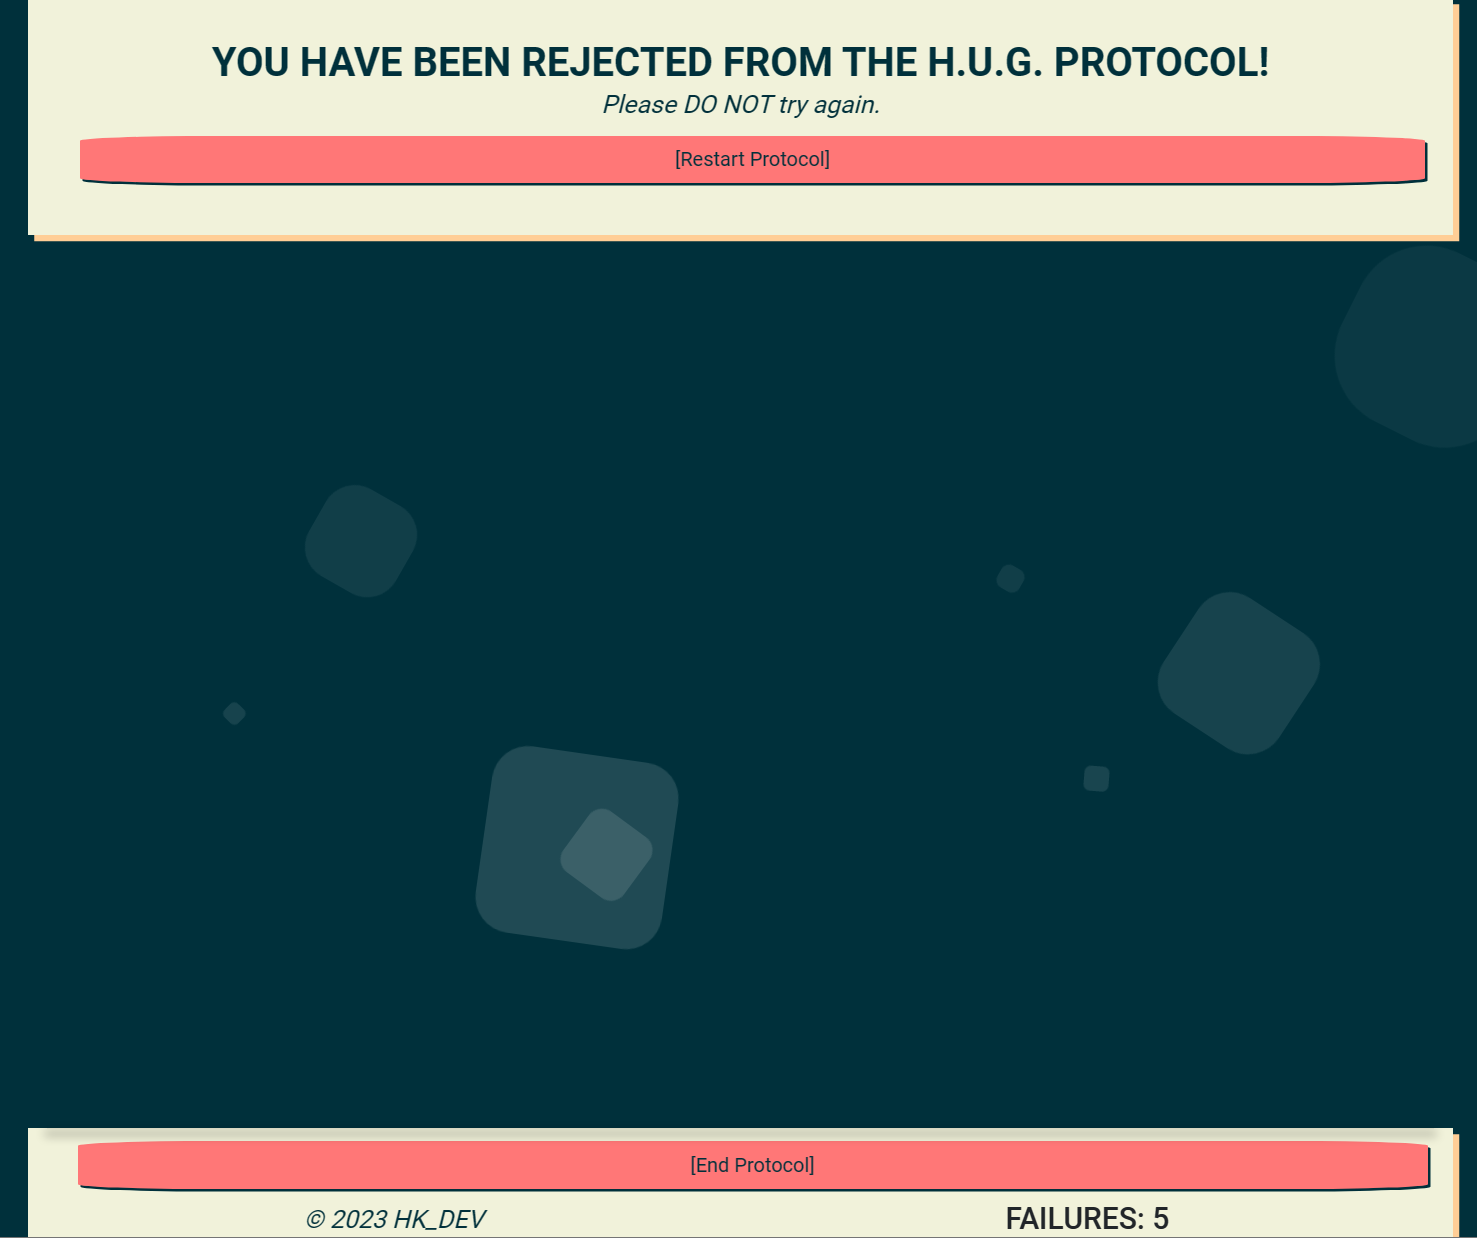 YOU HAVE BEEN REJECTED FROM THE H.U.G. PROTOCOL!
Please DO NOT try again.
[Restart Protocol]
[End Protocol]
© 2023 HK_DEV
FAILURES: 5